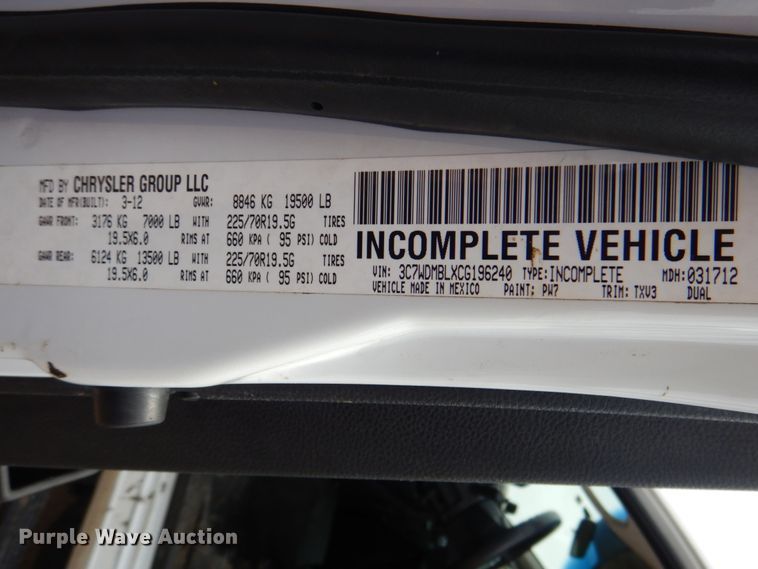 MFD BY CHRYSLER GROUP LLC
DATE OF MFR(BUILT): 3-12 GVWR: 8846 KG 19500 LB
GAWR FRONT: 3176 KG 7000 LB WITH 225/70R19.5G TIRES
19.5X6.0 RIMS AT 660 KPA ( 95 PSI) COLD
GAWR REAR: 6124 KG 13500 LB WITH 225/70R19.5G TIRES
19.5X6.0 RIMS AT 660 KPA ( 95 PSI) COLD
INCOMPLETE VEHICLE
VIN: 3C7WDMBLXCG196240 TYPE:INCOMPLETE MDH:031712
VEHICLE MADE IN MEXICO PAINT: PW7 TRIM: TXV3 DUAL
Purple Wave Auction